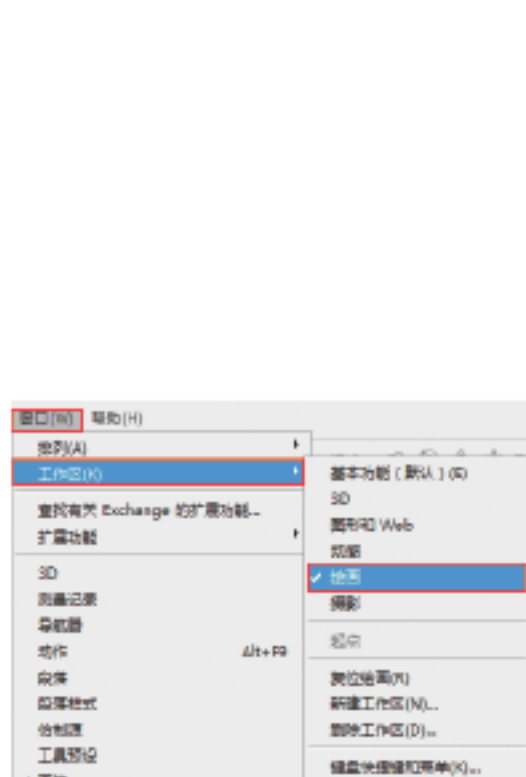 窗口(W) 帮助(H)
排列(A)
工作区(K)
查找有关 Exchange 的扩展功能...
扩展功能
3D
测量记录
导航器
动作 Alt+F9
段落
段落样式
仿制源
工具预设
基本功能（默认）(E)
3D
图形和 Web
动感
绘画
摄影
起点
复位绘画(R)
新建工作区(N)...
删除工作区(D)...
键盘快捷键和菜单(K)...